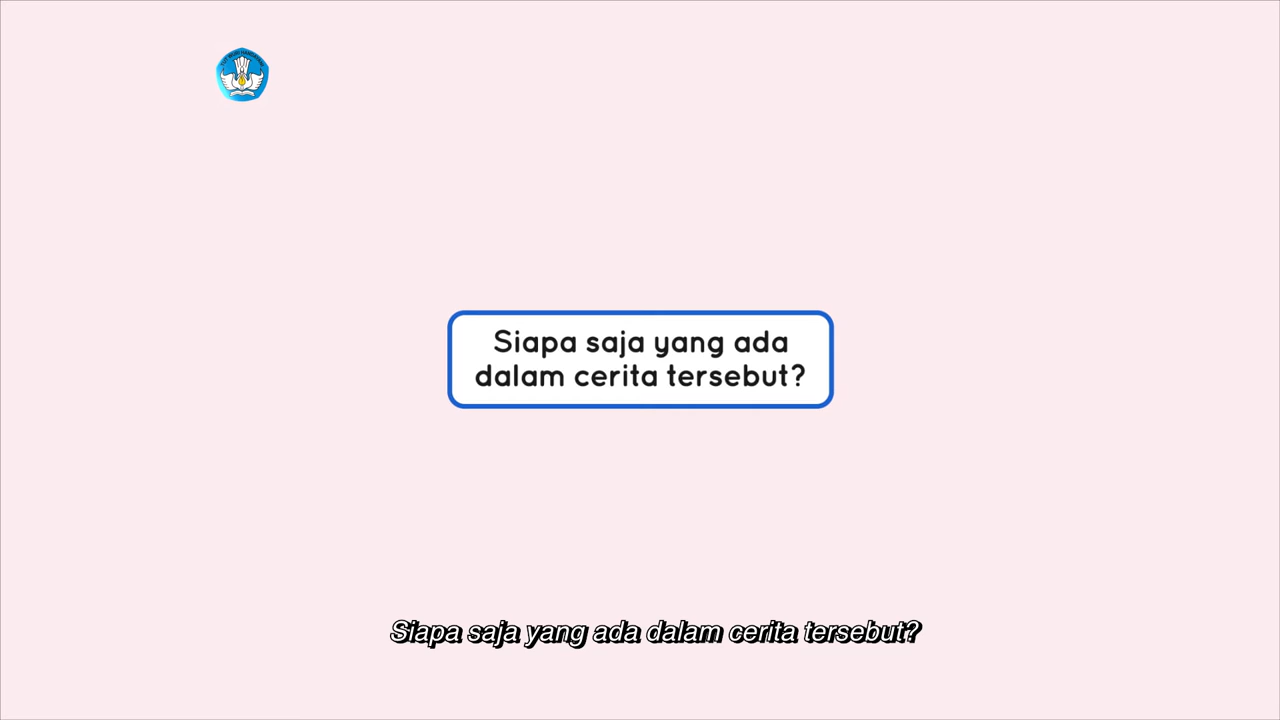 Siapa saja yang ada
dalam cerita tersebut?
Siapa saja yang ada dalam cerita tersebut?